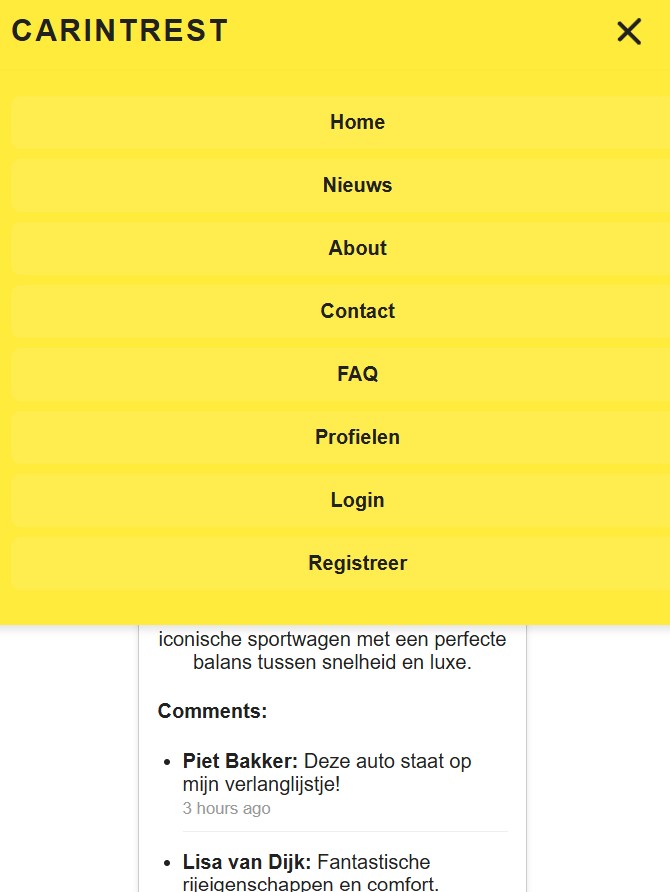 CARINTREST
Home
Nieuws
About
Contact
FAQ
Profielen
Login
Registreer
iconische sportwagen met een perfecte
balans tussen snelheid en luxe.
Comments:
Piet Bakker: Deze auto staat op
mijn verlanglijstje!
3 hours ago
Lisa van Dijk: Fantastische
rijeigenschappen en comfort.